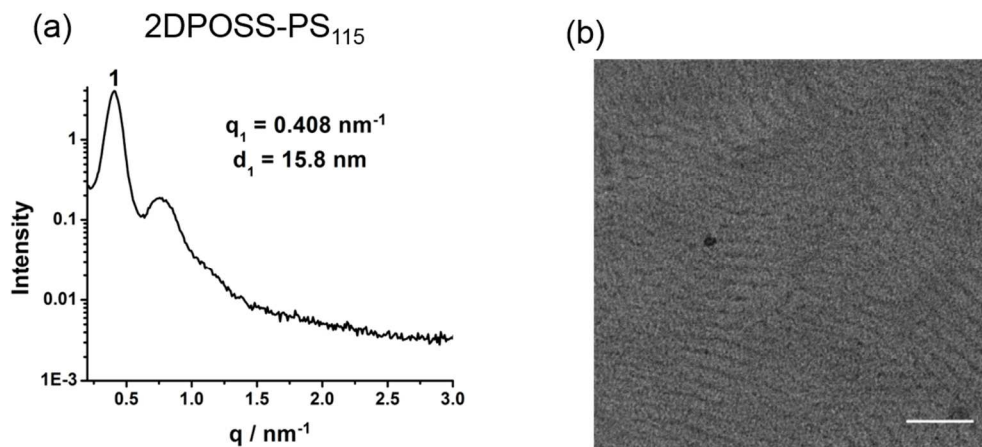 (a) 2DPOSS-PS₁₁₅
(b)
1
q₁ = 0.408 nm⁻¹
d₁ = 15.8 nm
Intensity
1
0.1
0.01
1E-3
0.5 1.0 1.5 2.0 2.5 3.0
q / nm⁻¹